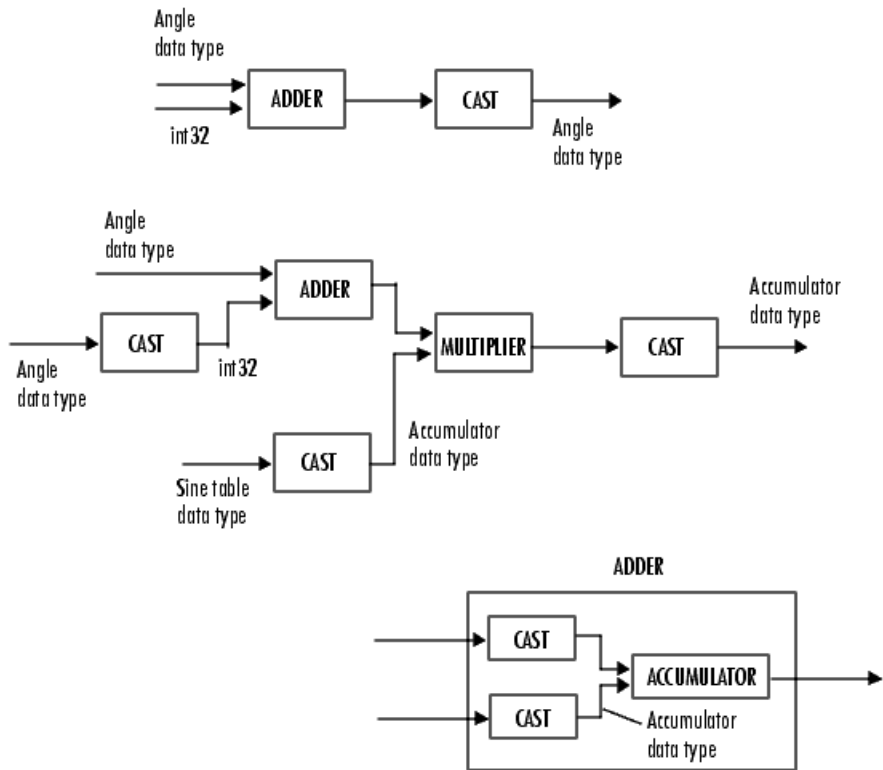 Angle
data type
ADDER
CAST
int32
Angle
data type
Angle
data type
ADDER
Accumulator
data type
CAST
int32
MULTIPLIER
CAST
Angle
data type
Accumulator
data type
CAST
Sine table
data type
ADDER
CAST
ACCUMULATOR
CAST
Accumulator
data type